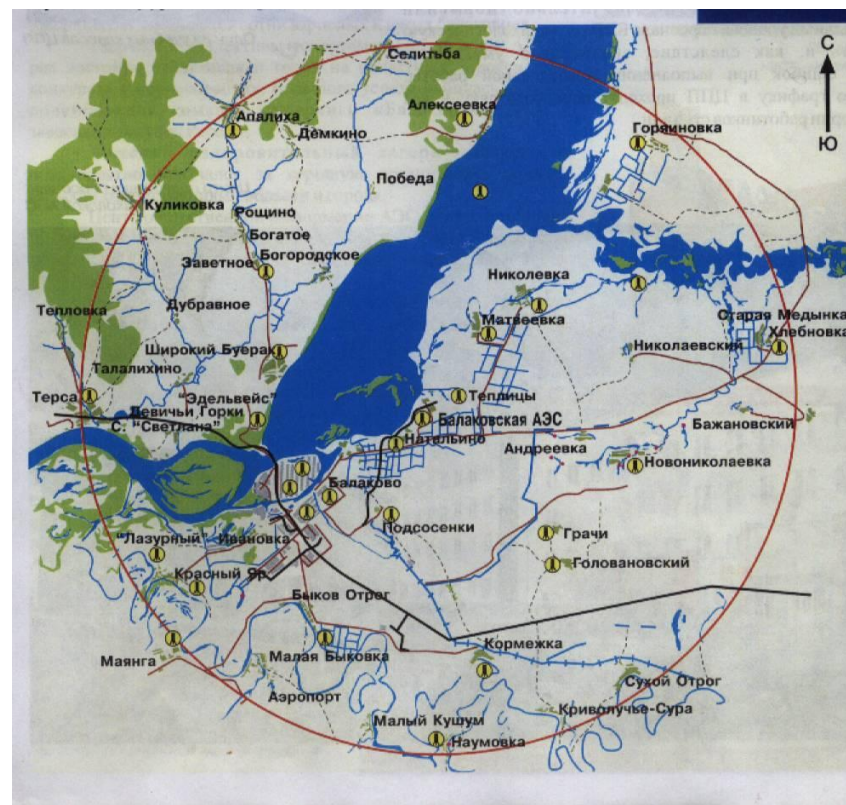 Селитьба
С
Апалиха
Алексеевка
Демкино
Горяиновка
Ю
Победа
Куликовка
Рощино
Богатое
Заветное
Богородское
Николевка
Тепловка
Дубравное
Матвеевка
Старая Медынка
Хлебновка
Широкий Буерак
Николаевский
Талалихино
Терса
"Эдельвейс"
Теплицы
Девичьи Горки
Балаковская АЭС
С. "Светлана"
Натальино
Бажановский
Андреевка
Новониколаевка
Балаково
Подсосенки
"Лазурный"
Ивановка
Грачи
Красный Яр
Головановский
Быков Отрог
Кормежка
Маянга
Малая Быковка
Сухой Отрог
Аэропорт
Криволучье-Сура
Малый Кушум
Наумовка